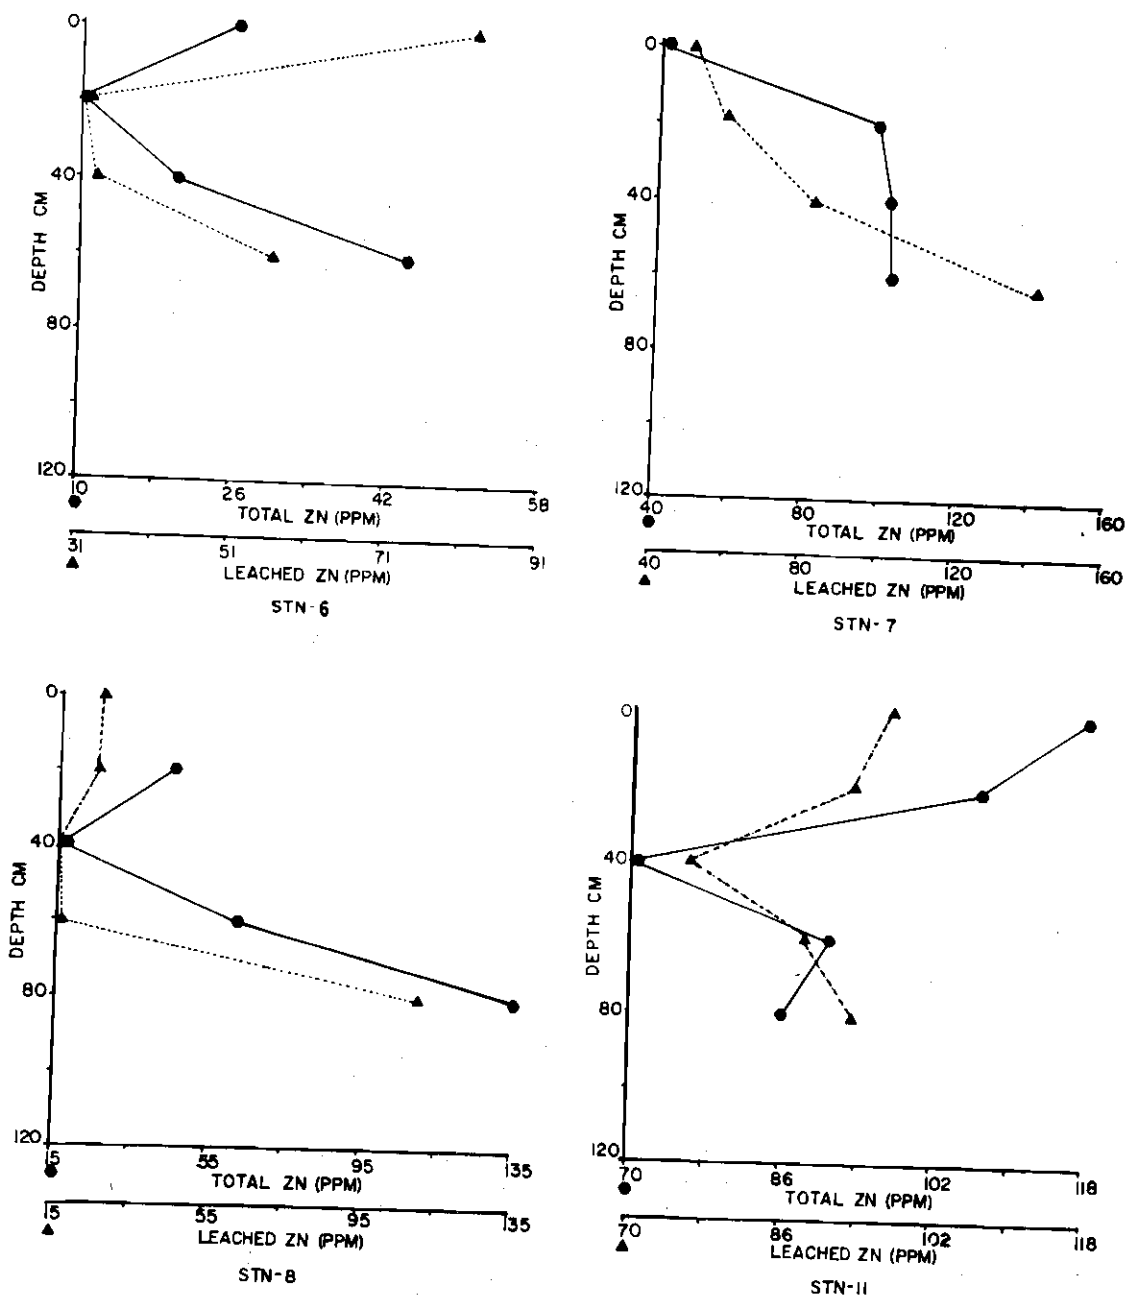 0
40
80
120
DEPTH CM
10 26 42 58
TOTAL ZN (PPM)
31 51 71 91
LEACHED ZN (PPM)
STN-6
0
40
80
120
DEPTH CM
40 80 120 160
TOTAL ZN (PPM)
40 80 120 160
LEACHED ZN (PPM)
STN-7
0
40
80
120
DEPTH CM
15 55 95 135
TOTAL ZN (PPM)
15 55 95 135
LEACHED ZN (PPM)
STN-8
0
40
80
120
DEPTH CM
70 86 102 118
TOTAL ZN (PPM)
70 86 102 118
LEACHED ZN (PPM)
STN-11